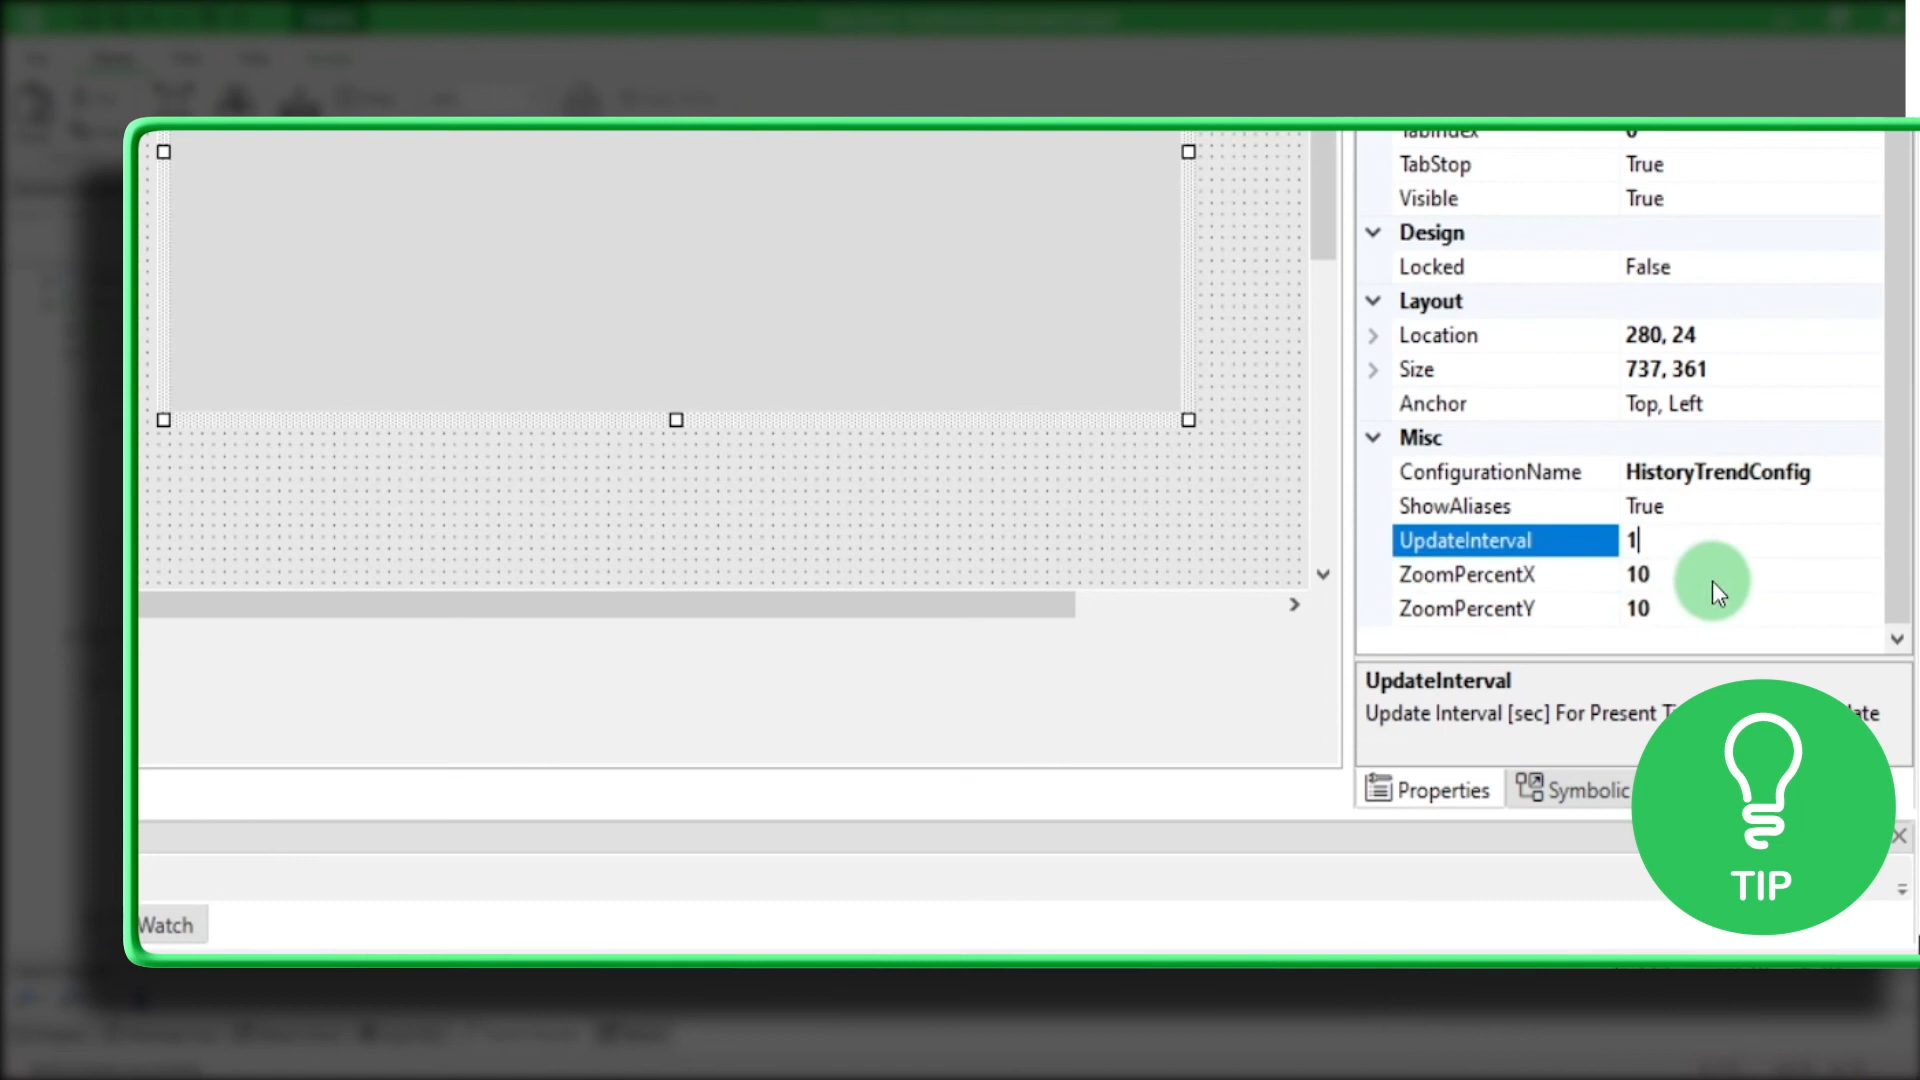 TabIndex 0
TabStop True
Visible True
Design
Locked False
Layout
Location 280, 24
Size 737, 361
Anchor Top, Left
Misc
ConfigurationName HistoryTrendConfig
ShowAliases True
UpdateInterval 1
ZoomPercentX 10
ZoomPercentY 10
UpdateInterval
Update Interval [sec] For Present
Properties Symbolic
TIP
Watch